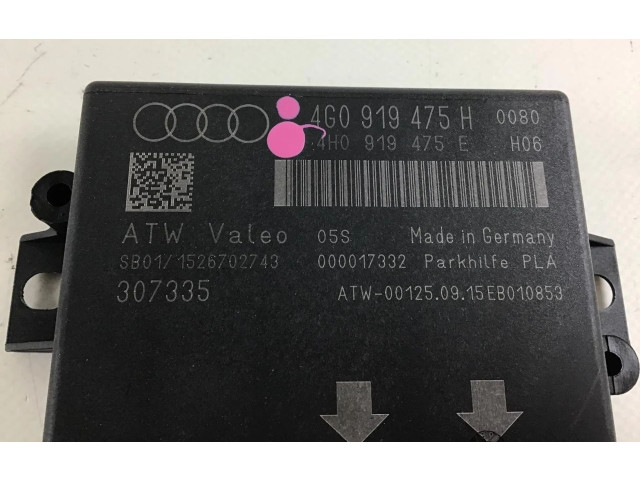 4G0 919 475 H 0080
4H0 919 475 E H06
ATW Valeo 05S Made in Germany
SB01/1526702743 000017332 Parkhilfe PLA
307335 ATW-00125.09.15EB010853